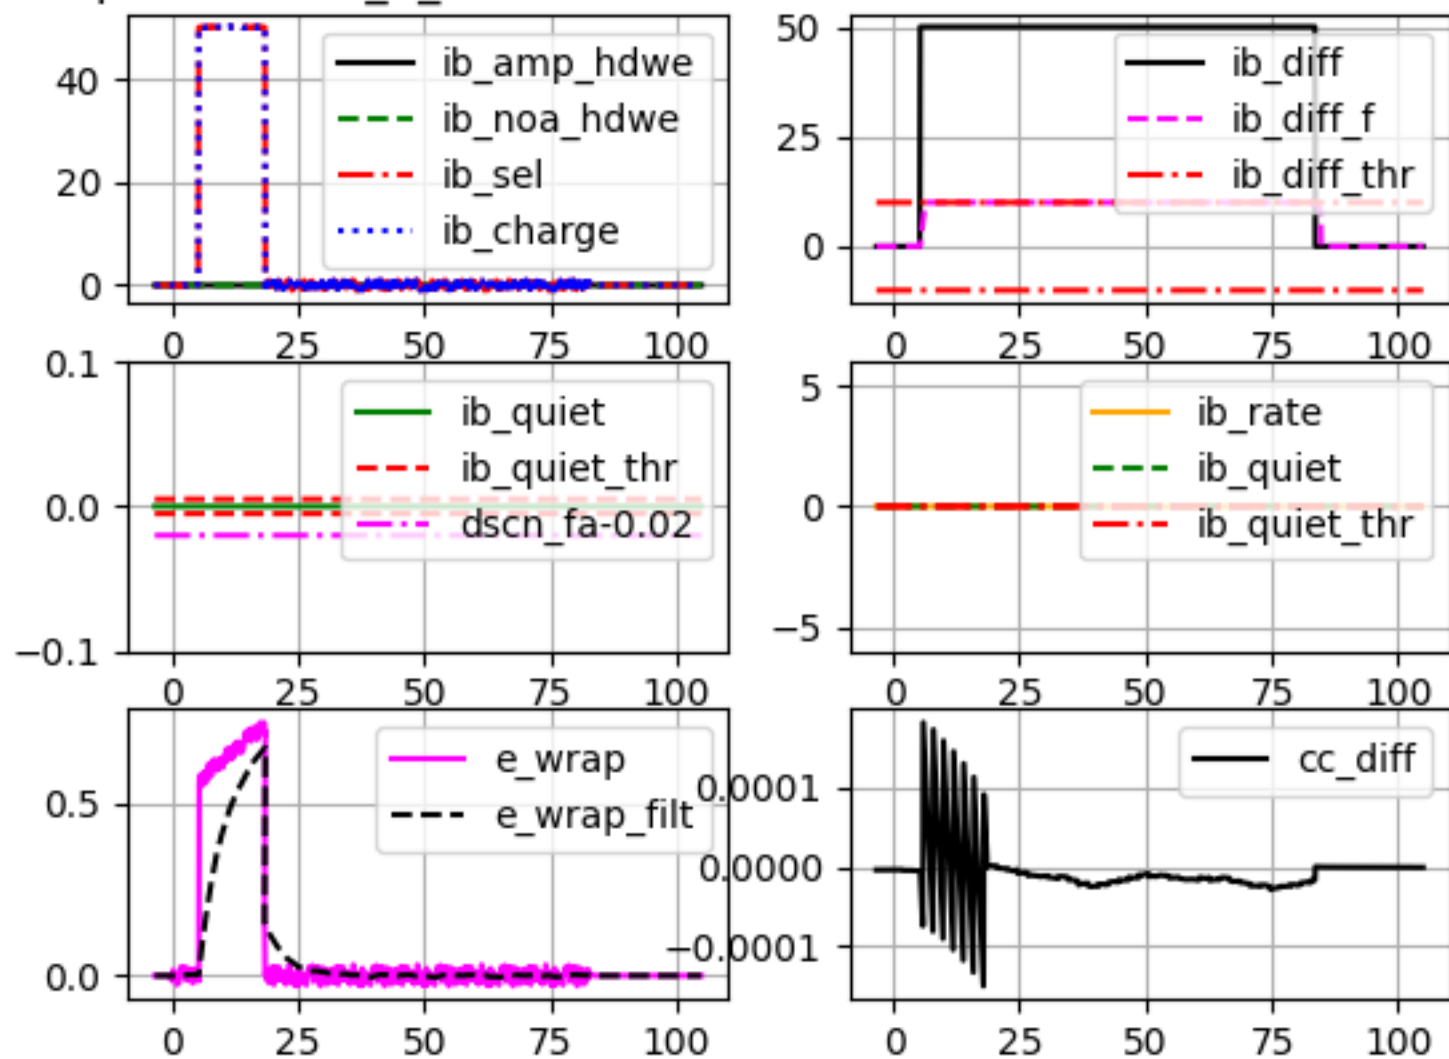 40
20
0
ib_amp_hdwe
ib_noa_hdwe
ib_sel
ib_charge
0 25 50 75 100
50
25
0
ib_diff
ib_diff_f
ib_diff_thr
0 25 50 75 100
0.1
0.0
−0.1
ib_quiet
ib_quiet_thr
dscn_fa-0.02
0 25 50 75 100
5
0
−5
ib_rate
ib_quiet
ib_quiet_thr
0 25 50 75 100
0.5
0.0
e_wrap
e_wrap_filt
0 25 50 75 100
0.0001
0.0000
−0.0001
cc_diff
0 25 50 75 100